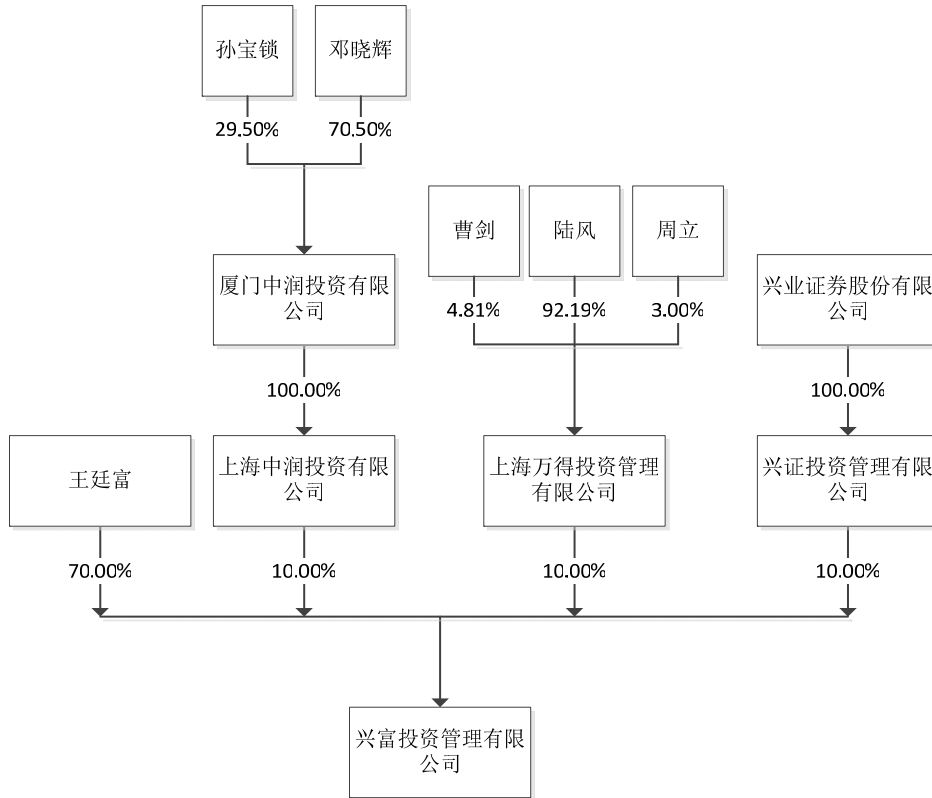 孙宝锁
邓晓辉
29.50%
70.50%
曹剑
陆风
周立
厦门中润投资有限
公司
4.81%
92.19%
3.00%
兴业证券股份有限
公司
100.00%
100.00%
王廷富
上海中润投资有限
公司
上海万得投资管理
有限公司
兴证投资管理有限
公司
70.00%
10.00%
10.00%
10.00%
兴富投资管理有限
公司